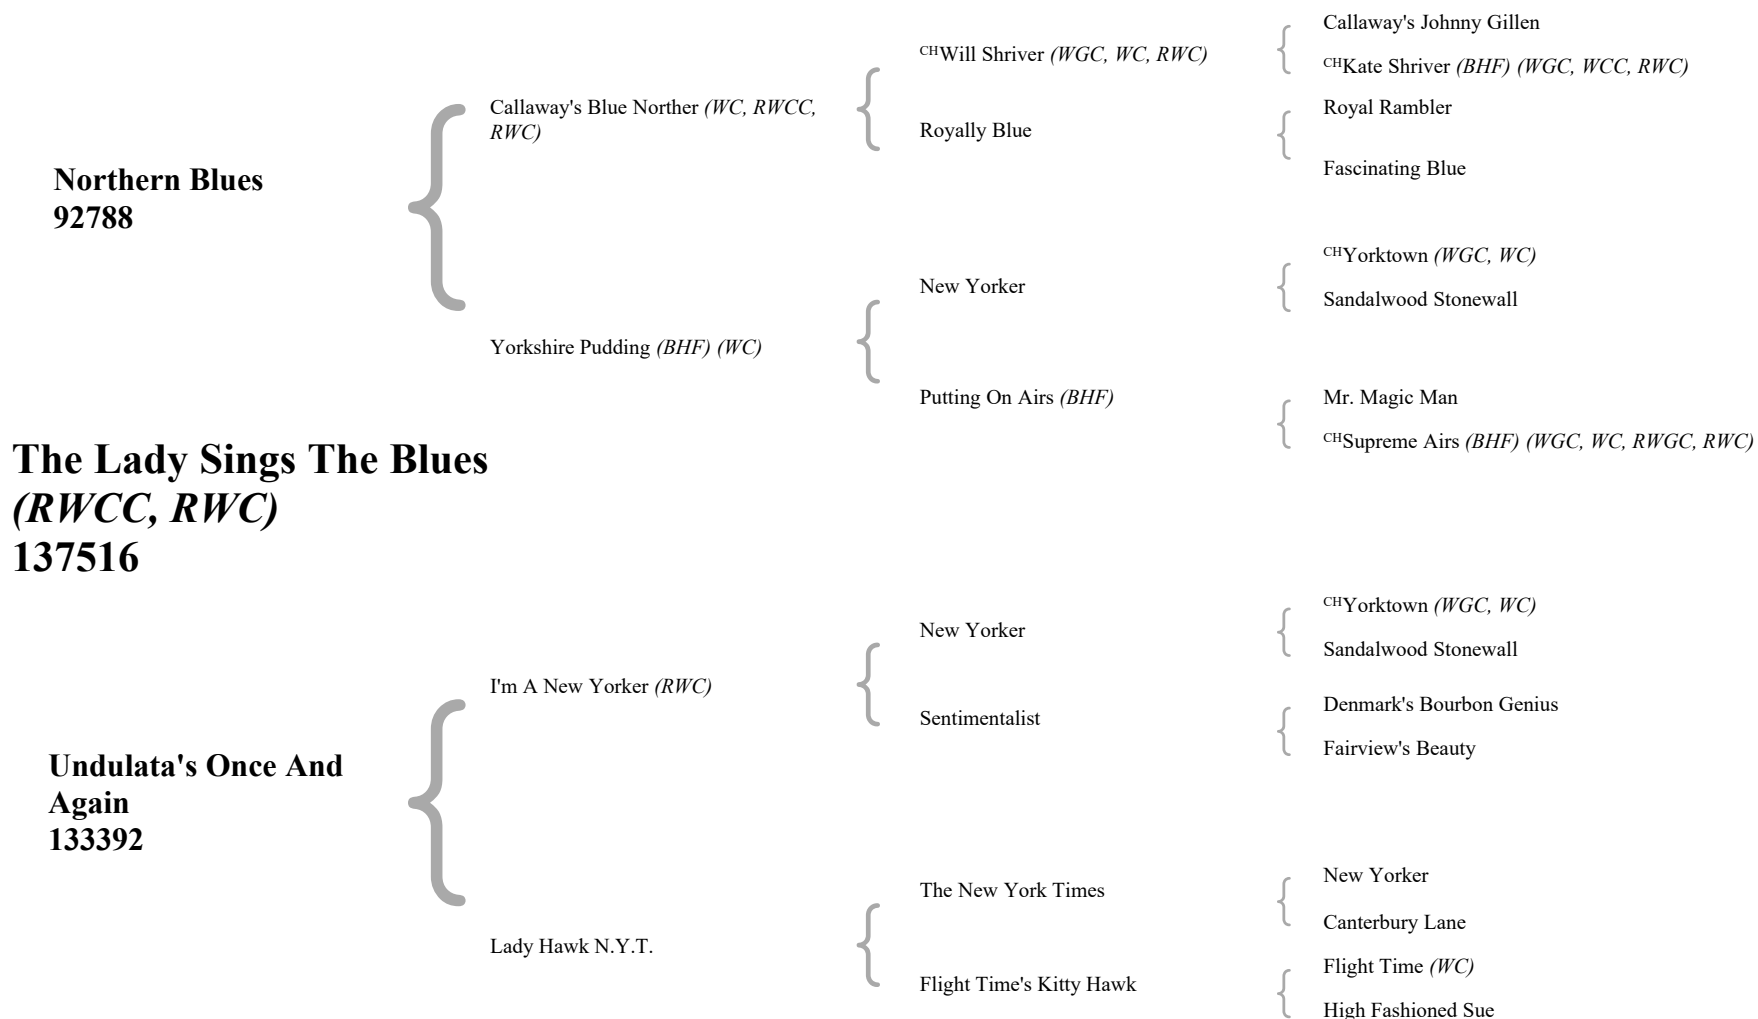 Callaway's Johnny Gillen
CHWill Shriver (WGC, WC, RWC)
CHKate Shriver (BHF) (WGC, WCC, RWC)
Callaway's Blue Norther (WC, RWCC,
RWC)
Royal Rambler
Royally Blue
Fascinating Blue
Northern Blues
92788
CHYorktown (WGC, WC)
New Yorker
Sandalwood Stonewall
Yorkshire Pudding (BHF) (WC)
Putting On Airs (BHF)
Mr. Magic Man
CHSupreme Airs (BHF) (WGC, WC, RWGC, RWC)
The Lady Sings The Blues
(RWCC, RWC)
137516
CHYorktown (WGC, WC)
New Yorker
Sandalwood Stonewall
I'm A New Yorker (RWC)
Denmark's Bourbon Genius
Sentimentalist
Fairview's Beauty
Undulata's Once And
Again
133392
New Yorker
The New York Times
Canterbury Lane
Lady Hawk N.Y.T.
Flight Time (WC)
Flight Time's Kitty Hawk
High Fashioned Sue